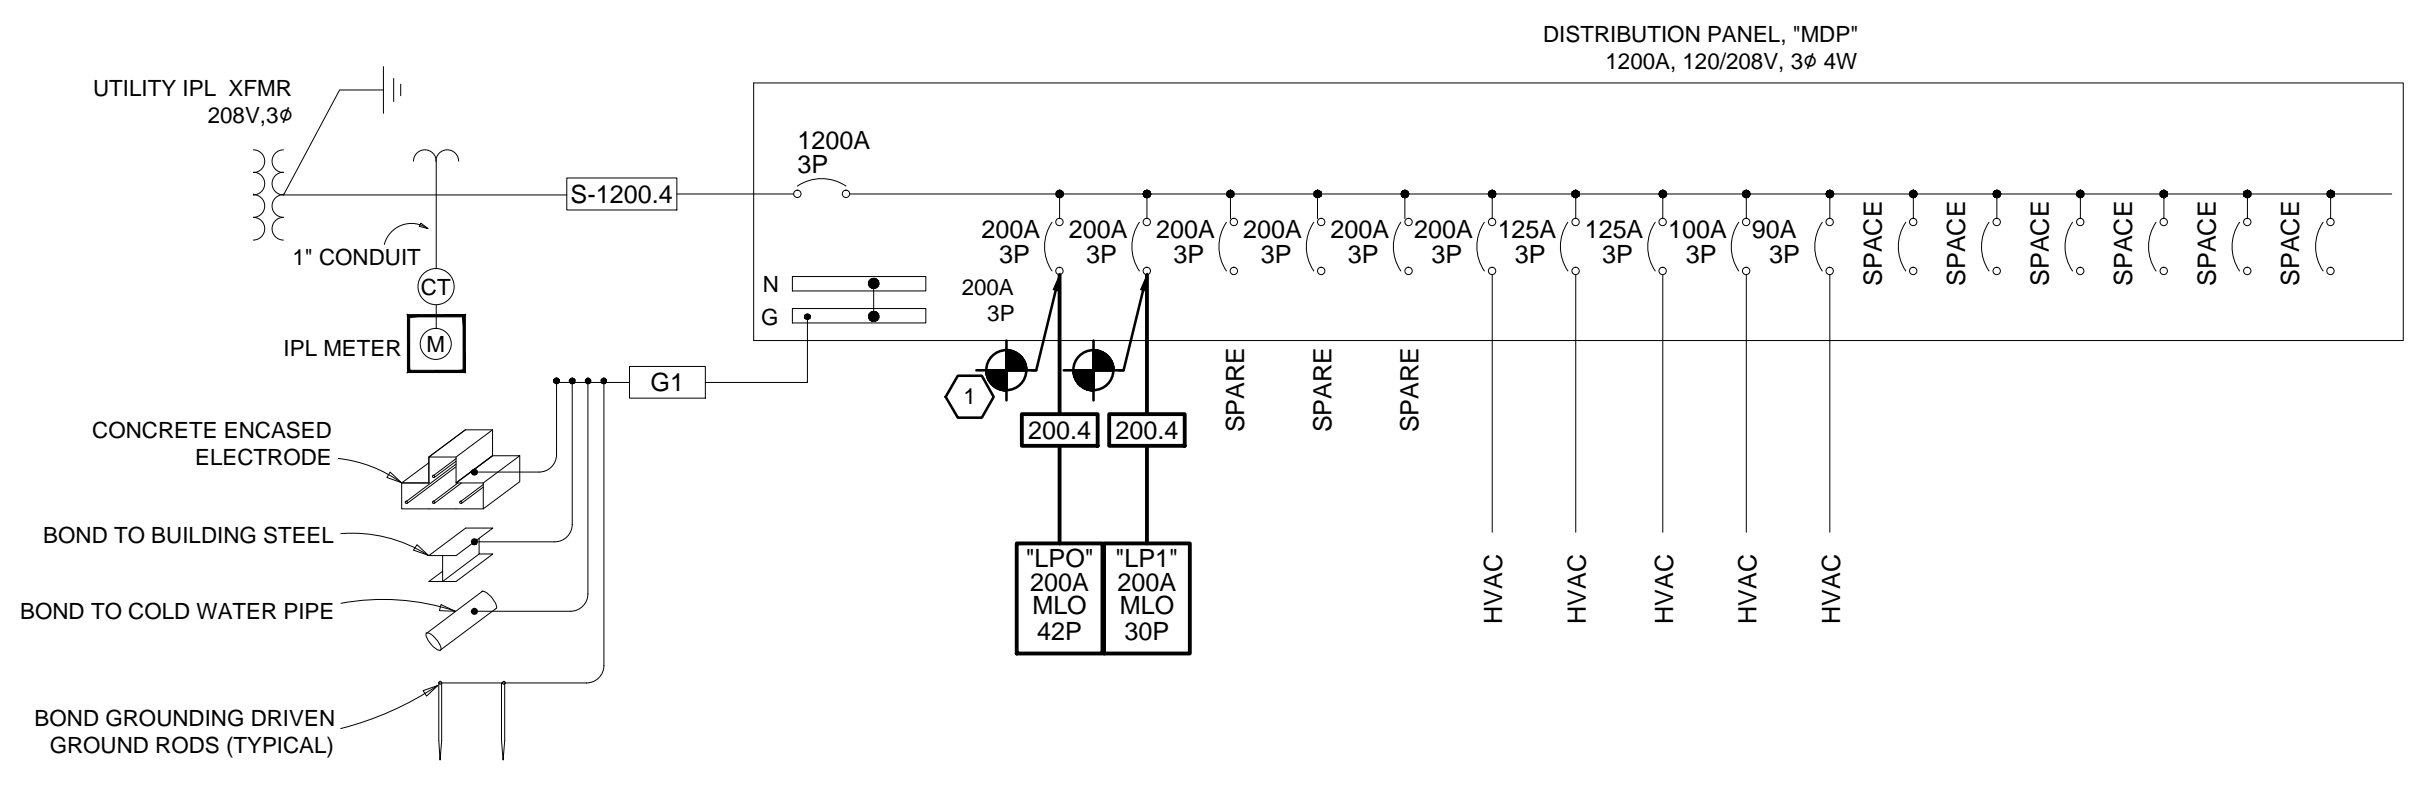 DISTRIBUTION PANEL, "MDP"
1200A, 120/208V, 3ø 4W
UTILITY IPL XFMR
208V,3ø
1200A
3P
S-1200.4
1" CONDUIT
CT
M
IPL METER
N
G
200A
3P
200A
3P
200A
3P
200A
3P
200A
3P
200A
3P
200A
3P
125A
3P
125A
3P
100A
3P
90A
3P
SPACE
SPACE
SPACE
SPACE
SPACE
SPACE
G1
1
SPARE
SPARE
SPARE
200.4
200.4
CONCRETE ENCASED
ELECTRODE
BOND TO BUILDING STEEL
BOND TO COLD WATER PIPE
BOND GROUNDING DRIVEN
GROUND RODS (TYPICAL)
"LPO"
200A
MLO
42P
"LP1"
200A
MLO
30P
HVAC
HVAC
HVAC
HVAC
HVAC